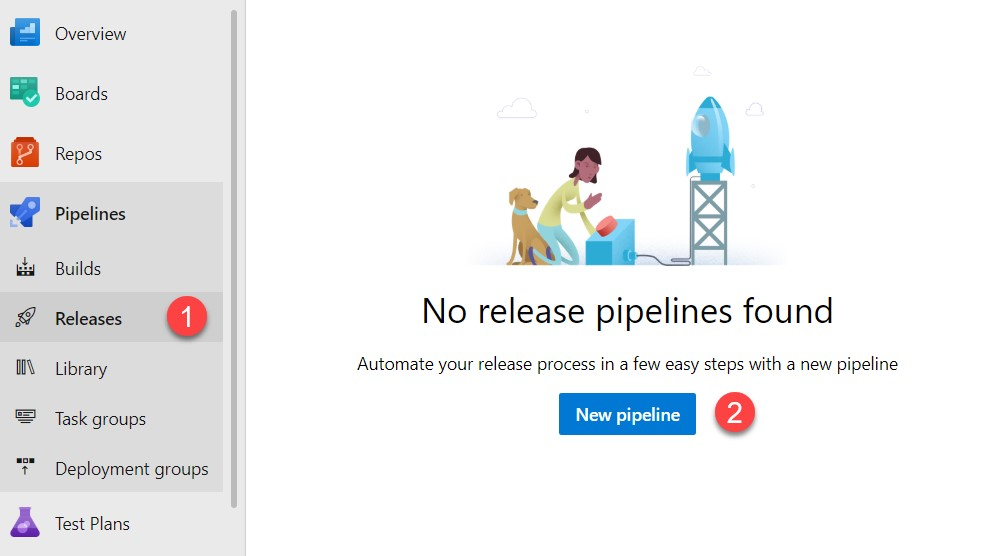 Overview
Boards
Repos
Pipelines
Builds
Releases
1
Library
Task groups
Deployment groups
Test Plans
No release pipelines found
Automate your release process in a few easy steps with a new pipeline
New pipeline
2